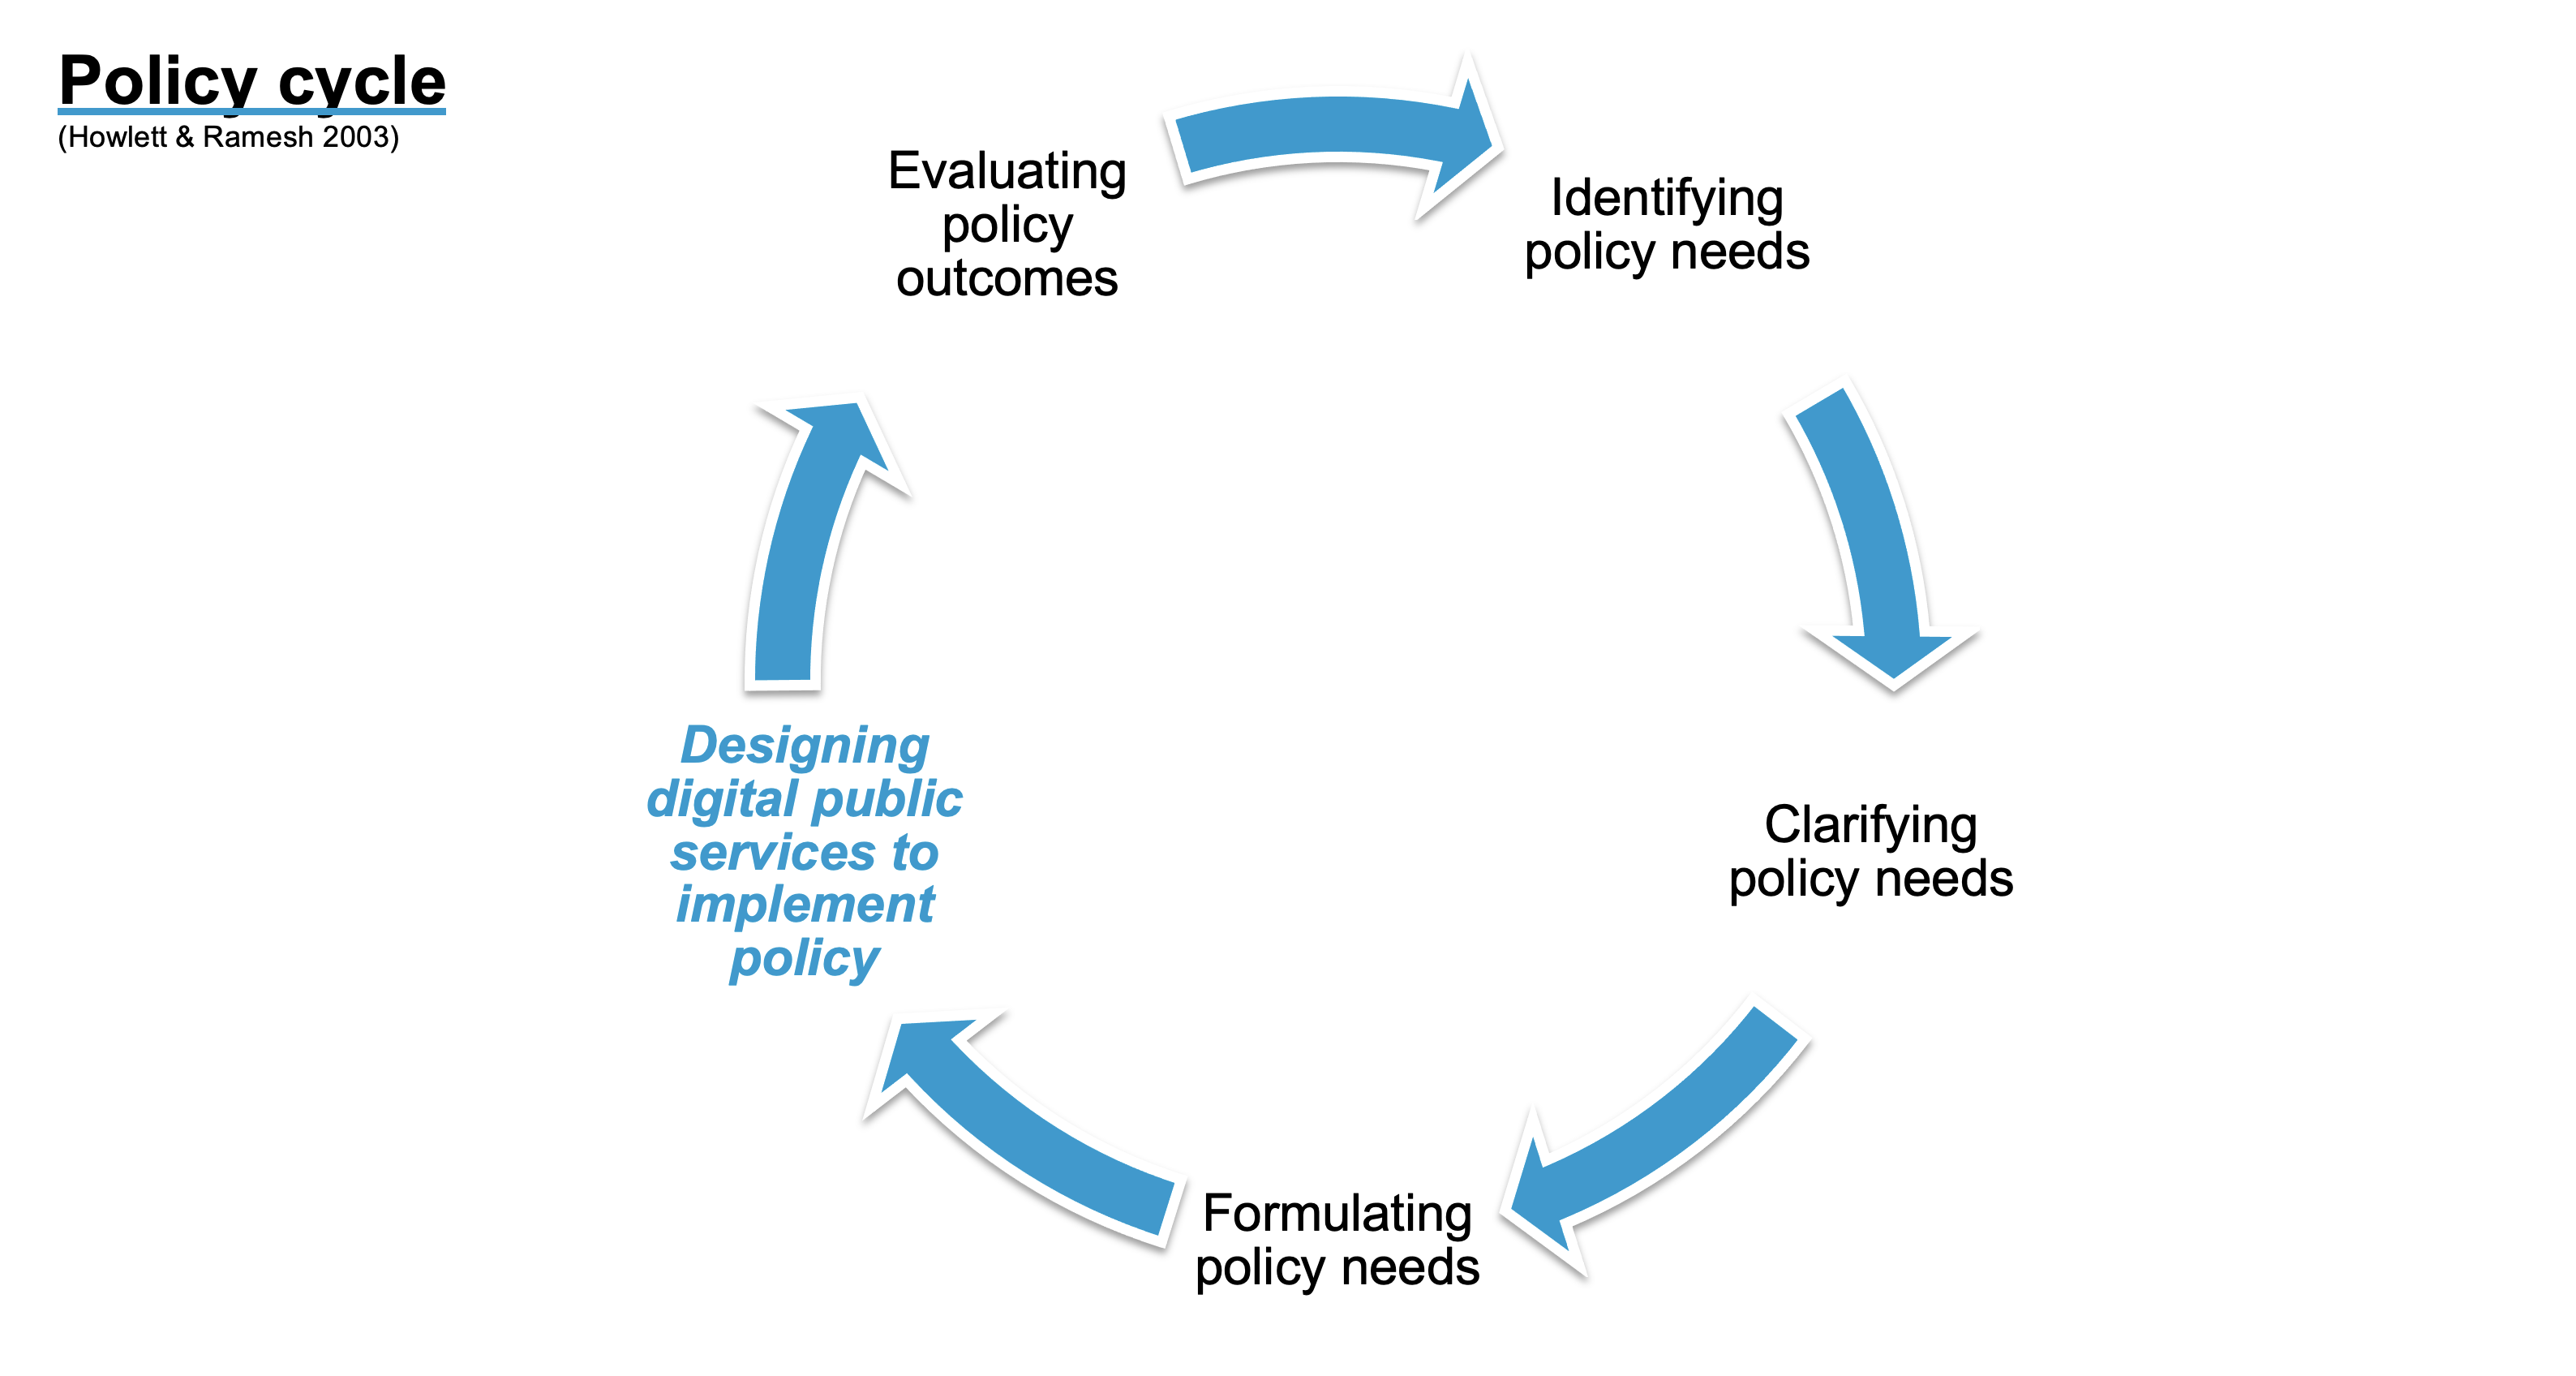 Policy cycle
(Howlett & Ramesh 2003)
Evaluating
policy
outcomes
Identifying
policy needs
Clarifying
policy needs
Formulating
policy needs
Designing
digital public
services to
implement
policy